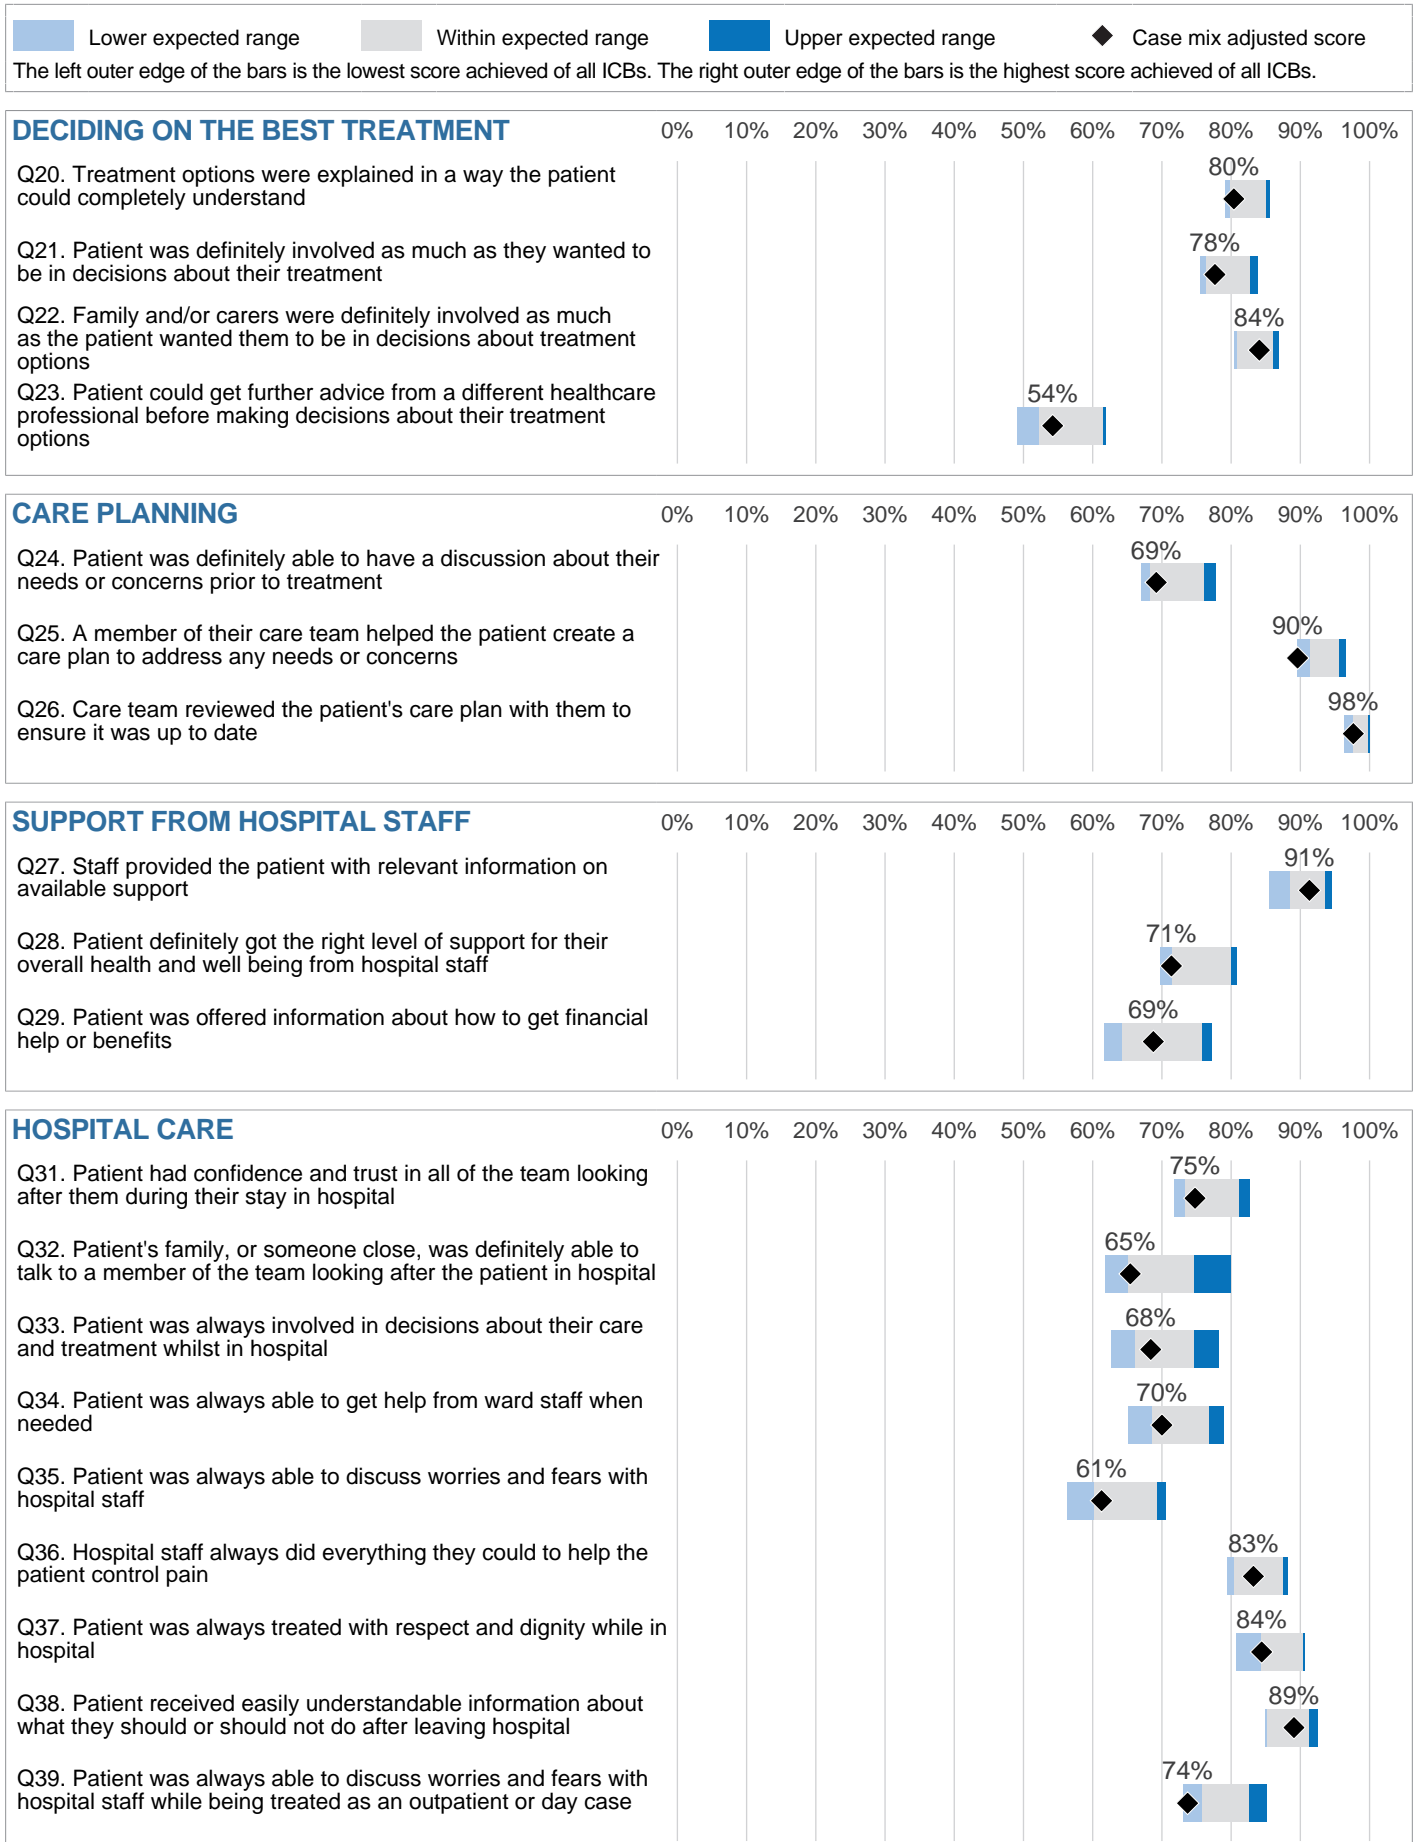 Lower expected range Within expected range Upper expected range Case mix adjusted score
The left outer edge of the bars is the lowest score achieved of all ICBs. The right outer edge of the bars is the highest score achieved of all ICBs.
DECIDING ON THE BEST TREATMENT 0% 10% 20% 30% 40% 50% 60% 70% 80% 90% 100%
Q20. Treatment options were explained in a way the patient
could completely understand
80%
Q21. Patient was definitely involved as much as they wanted to
be in decisions about their treatment
78%
Q22. Family and/or carers were definitely involved as much
as the patient wanted them to be in decisions about treatment
options
84%
Q23. Patient could get further advice from a different healthcare
professional before making decisions about their treatment
options
54%
CARE PLANNING 0% 10% 20% 30% 40% 50% 60% 70% 80% 90% 100%
Q24. Patient was definitely able to have a discussion about their
needs or concerns prior to treatment
69%
Q25. A member of their care team helped the patient create a
care plan to address any needs or concerns
90%
Q26. Care team reviewed the patient's care plan with them to
ensure it was up to date
98%
SUPPORT FROM HOSPITAL STAFF 0% 10% 20% 30% 40% 50% 60% 70% 80% 90% 100%
Q27. Staff provided the patient with relevant information on
available support
91%
Q28. Patient definitely got the right level of support for their
overall health and well being from hospital staff
71%
Q29. Patient was offered information about how to get financial
help or benefits
69%
HOSPITAL CARE 0% 10% 20% 30% 40% 50% 60% 70% 80% 90% 100%
Q31. Patient had confidence and trust in all of the team looking
after them during their stay in hospital
75%
Q32. Patient's family, or someone close, was definitely able to
talk to a member of the team looking after the patient in hospital
65%
Q33. Patient was always involved in decisions about their care
and treatment whilst in hospital
68%
Q34. Patient was always able to get help from ward staff when
needed
70%
Q35. Patient was always able to discuss worries and fears with
hospital staff
61%
Q36. Hospital staff always did everything they could to help the
patient control pain
83%
Q37. Patient was always treated with respect and dignity while in
hospital
84%
Q38. Patient received easily understandable information about
what they should or should not do after leaving hospital
89%
Q39. Patient was always able to discuss worries and fears with
hospital staff while being treated as an outpatient or day case
74%